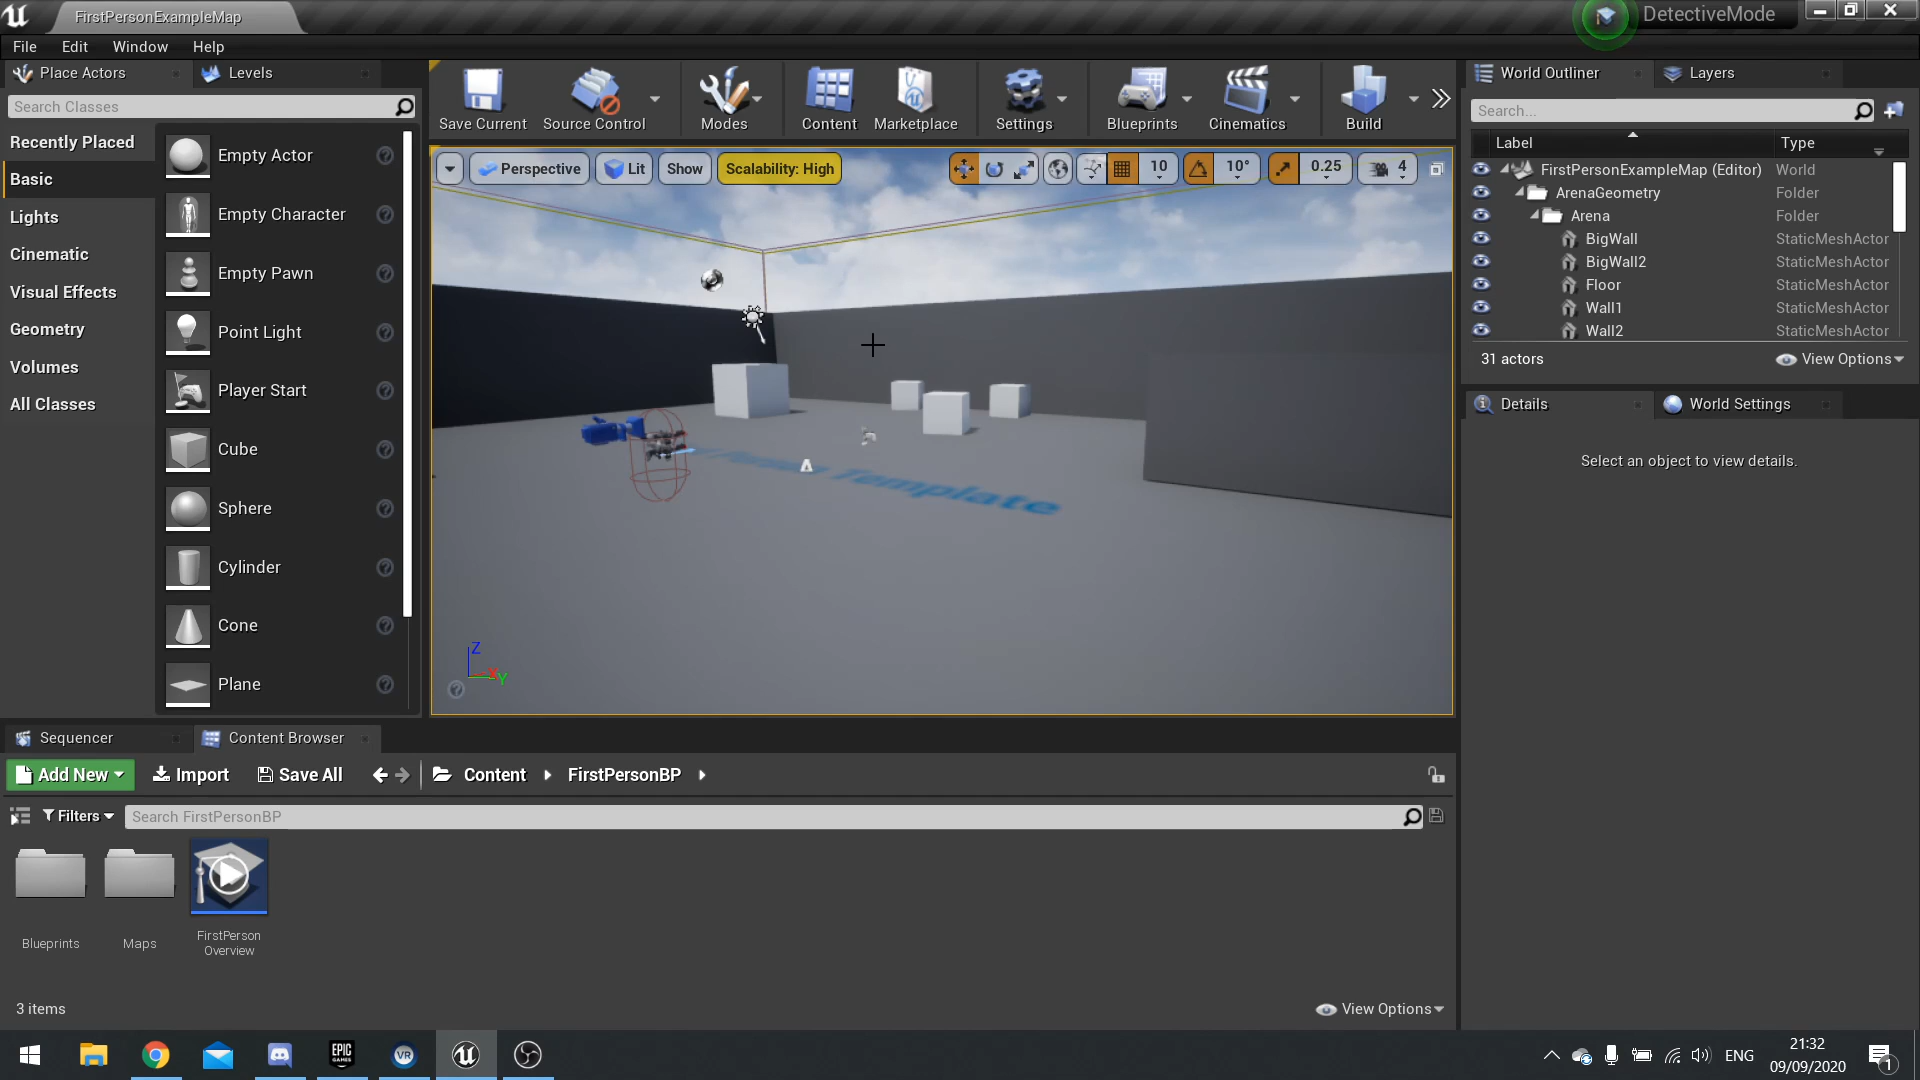 FirstPersonExampleMap
DetectiveMode
File Edit Window Help
Place Actors Levels
Search Classes
Recently Placed
Basic
Lights
Cinematic
Visual Effects
Geometry
Volumes
All Classes
Empty Actor
Empty Character
Empty Pawn
Point Light
Player Start
Cube
Sphere
Cylinder
Cone
Plane
Save Current Source Control Modes Content Marketplace Settings Blueprints Cinematics Build
Perspective Lit Show Scalability: High 10 10° 0.25 4
Template
Z
X Y
World Outliner Layers
Search...
Label Type
FirstPersonExampleMap (Editor) World
ArenaGeometry Folder
Arena Folder
BigWall StaticMeshActor
BigWall2 StaticMeshActor
Floor StaticMeshActor
Wall1 StaticMeshActor
Wall2 StaticMeshActor
31 actors View Options
Details World Settings
Select an object to view details.
Sequencer Content Browser
Add New Import Save All Content FirstPersonBP
Filters Search FirstPersonBP
Blueprints
Maps
FirstPerson
Overview
3 items View Options
EPIC
GAMES
VR
ENG
21:32
09/09/2020
1